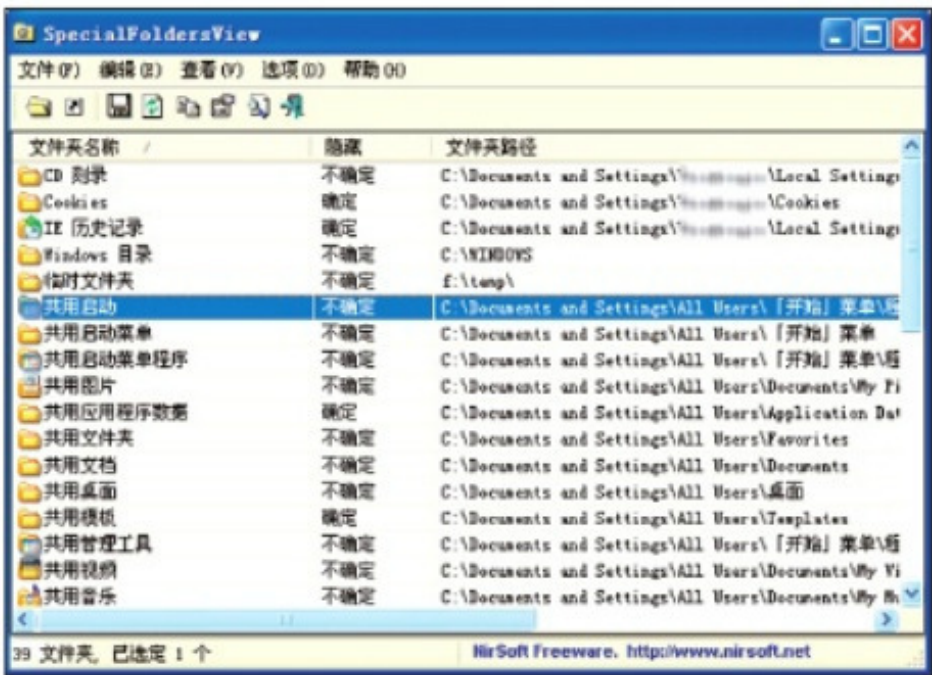 SpecialFoldersView
文件(F) 编辑(E) 查看(V) 选项(O) 帮助(H)
文件夹名称 / 隐藏 文件夹路径
CD 刻录 不确定 C:\Documents and Settings\ \Local Settings
Cookies 确定 C:\Documents and Settings\ \Cookies
IE 历史记录 确定 C:\Documents and Settings\ \Local Settings
Windows 目录 不确定 C:\WINDOWS
临时文件夹 不确定 f:\temp\
共用启动 不确定 C:\Documents and Settings\All Users\「开始」菜单\程
共用启动菜单 不确定 C:\Documents and Settings\All Users\「开始」菜单
共用启动菜单程序 不确定 C:\Documents and Settings\All Users\「开始」菜单\程
共用图片 不确定 C:\Documents and Settings\All Users\Documents\My Pi
共用应用程序数据 确定 C:\Documents and Settings\All Users\Application Dat
共用文件夹 不确定 C:\Documents and Settings\All Users\Favorites
共用文档 不确定 C:\Documents and Settings\All Users\Documents
共用桌面 不确定 C:\Documents and Settings\All Users\桌面
共用模板 确定 C:\Documents and Settings\All Users\Templates
共用管理工具 不确定 C:\Documents and Settings\All Users\「开始」菜单\程
共用视频 不确定 C:\Documents and Settings\All Users\Documents\My Vi
共用音乐 不确定 C:\Documents and Settings\All Users\Documents\My Mu
39 文件夹, 已选定 1 个 NirSoft Freeware. http://www.nirsoft.net